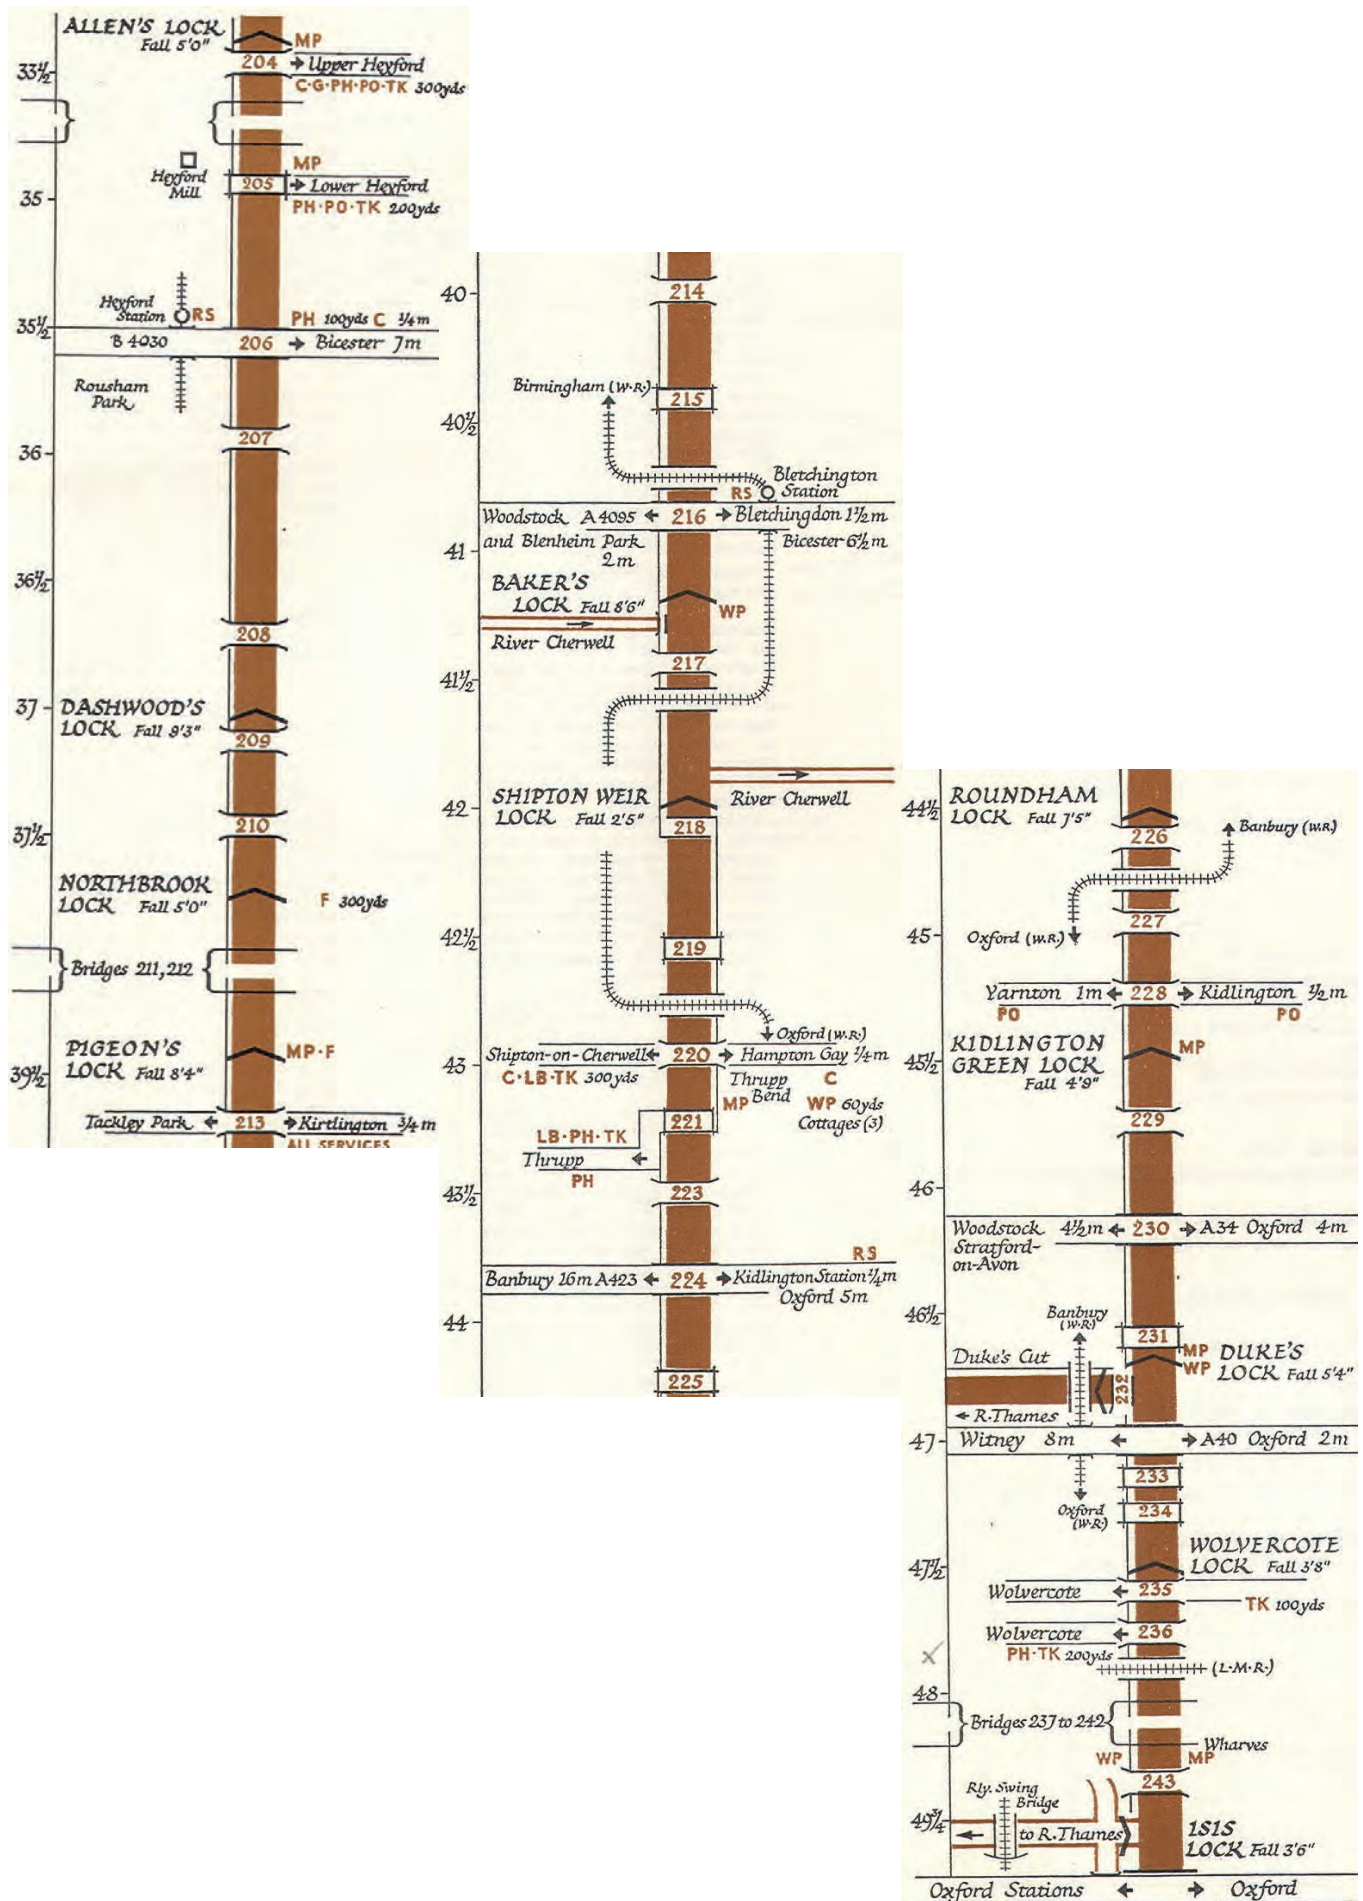 ALLEN'S LOCK
Fall 5'0"
MP
204 → Upper Heyford
33½
C·G·PH·PO·TK 300yds
MP
Heyford
Mill
205 → Lower Heyford
35
PH·PO·TK 200yds
Heyford
Station RS
PH 100yds C ¼m
35½
B 4030 206 → Bicester 7m
Rousham
Park
207
36
36½
208
37
DASHWOOD'S
LOCK Fall 9'3"
209
210
37½
NORTHBROOK
LOCK Fall 5'0"
F 300yds
Bridges 211,212
PIGEON'S
LOCK Fall 8'4"
MP·F
39½
Tackley Park ← 213 → Kirtlington ¾m
ALL SERVICES
40
214
Birmingham (W.R.)
215
40½
Bletchington
Station
RS
Woodstock A4095 ← 216 → Bletchingdon 1½m
and Blenheim Park
2m
Bicester 6½m
41
BAKER'S
LOCK Fall 8'6"
WP
River Cherwell
217
41½
SHIPTON WEIR
LOCK Fall 2'5"
River Cherwell
42
218
42½
219
Oxford (W.R.)
Shipton-on-Cherwell ← 220 → Hampton Gay ¼m
43
C·LB·TK 300yds
Thrupp
Bend
C
MP
WP 60yds
Cottages (3)
221
LB·PH·TK
Thrupp ←
PH
223
43½
RS
Banbury 16m A423 ← 224 → Kidlington Station ¼m
Oxford 5m
44
225
ROUNDHAM
LOCK Fall 7'5"
44½
226
Banbury (W.R.)
227
45
Oxford (W.R.)
Yarnton 1m ← 228 → Kidlington ½m
PO
PO
KIDLINGTON
GREEN LOCK
Fall 4'9"
MP
45½
229
46
Woodstock 4½m ← 230 → A34 Oxford 4m
Stratford-
on-Avon
46½
Banbury
(W.R.)
231
MP
WP
DUKE'S
LOCK Fall 5'4"
Duke's Cut
232
← R.Thames
47
Witney 8m ← → A40 Oxford 2m
233
Oxford
(W.R.)
234
WOLVERCOTE
LOCK Fall 3'8"
47½
Wolvercote ← 235
TK 100yds
Wolvercote ← 236
PH·TK 200yds
(L.M.R.)
48
Bridges 237 to 242
Wharves
WP
MP
243
Rly. Swing
Bridge
49¾
← to R.Thames
ISIS
LOCK Fall 3'6"
Oxford Stations ← → Oxford